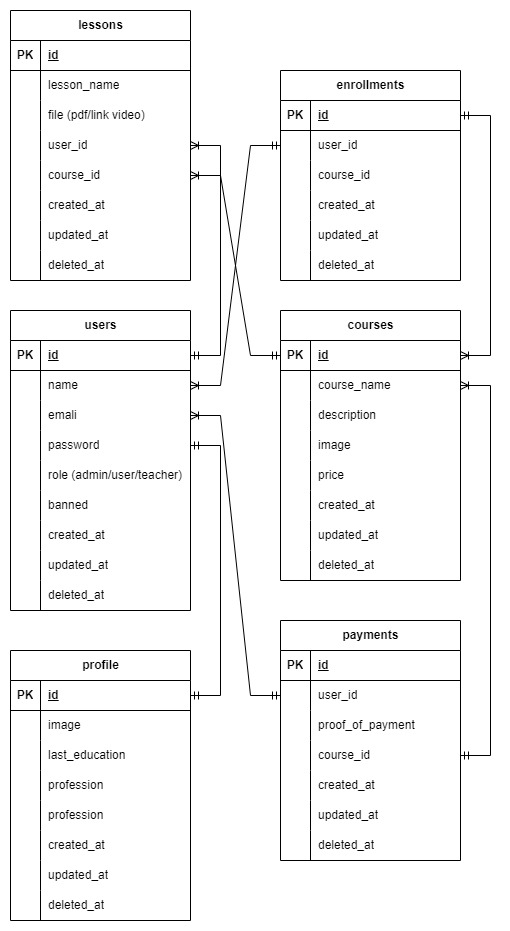 lessons
PK id
lesson_name
file (pdf/link video)
user_id
course_id
created_at
updated_at
deleted_at
users
PK id
name
emali
password
role (admin/user/teacher)
banned
created_at
updated_at
deleted_at
profile
PK id
image
last_education
profession
profession
created_at
updated_at
deleted_at
enrollments
PK id
user_id
course_id
created_at
updated_at
deleted_at
courses
PK id
course_name
description
image
price
created_at
updated_at
deleted_at
payments
PK id
user_id
proof_of_payment
course_id
created_at
updated_at
deleted_at